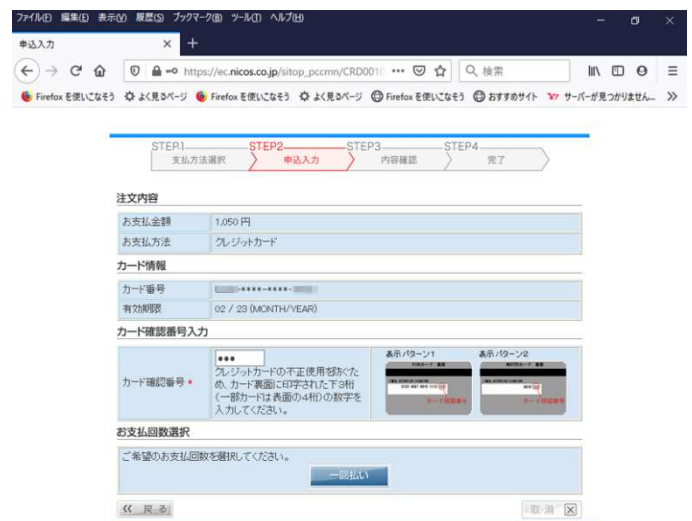 ファイル(F) 編集(E) 表示(V) 履歴(S) ブックマーク(B) ツール(T) ヘルプ(H)
申込入力
https://ec.nicos.co.jp/sitop_pccmn/CRD0010
検索
Firefox を使いこなそう よく見るページ Firefox を使いこなそう よく見るページ Firefox を使いこなそう おすすめサイト サーバーが見つかりません...
STEP.1 STEP2 STEP3 STEP4
支払方法選択 申込入力 内容確認 完了
注文内容
お支払金額 1,050 円
お支払方法 クレジットカード
カード情報
カード番号 -****-****-
有効期限 02 / 23 (MONTH/YEAR)
カード確認番号入力
表示パターン1 表示パターン2
カード確認番号 *
クレジットカードの不正使用を防ぐた
め、カード裏面に印字された下3桁
(一部カードは表面の4桁)の数字を
入力してください。
カード確認番号 カード確認番号
お支払回数選択
ご希望のお支払回数を選択してください。
一回払い
戻る 取消